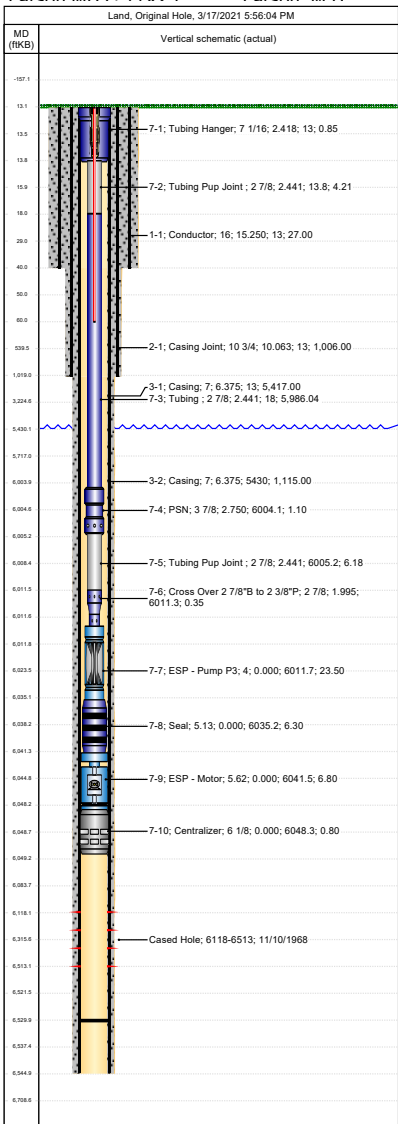 Land, Original Hole, 3/17/2021 5:56:04 PM
MD
(ftKB)
Vertical schematic (actual)
-157.1
13.1
7-1; Tubing Hanger; 7 1/16; 2.418; 13; 0.85
13.5
13.8
7-2; Tubing Pup Joint ; 2 7/8; 2.441; 13.8; 4.21
15.9
18.0
1-1; Conductor; 16; 15.250; 13; 27.00
29.0
40.0
50.0
60.0
2-1; Casing Joint; 10 3/4; 10.063; 13; 1,006.00
539.5
1,019.0
3-1; Casing; 7; 6.375; 13; 5,417.00
7-3; Tubing ; 2 7/8; 2.441; 18; 5,986.04
3,224.6
5,430.1
5,717.0
3-2; Casing; 7; 6.375; 5430; 1,115.00
6,003.9
7-4; PSN; 3 7/8; 2.750; 6004.1; 1.10
6,004.6
6,005.2
7-5; Tubing Pup Joint ; 2 7/8; 2.441; 6005.2; 6.18
6,008.4
6,011.5
7-6; Cross Over 2 7/8"B to 2 3/8"P; 2 7/8; 1.995;
6011.3; 0.35
6,011.6
6,011.8
7-7; ESP - Pump P3; 4; 0.000; 6011.7; 23.50
6,023.5
6,035.1
7-8; Seal; 5.13; 0.000; 6035.2; 6.30
6,038.2
6,041.3
7-9; ESP - Motor; 5.62; 0.000; 6041.5; 6.80
6,044.8
6,048.2
7-10; Centralizer; 6 1/8; 0.000; 6048.3; 0.80
6,048.7
6,049.2
6,083.7
6,118.1
Cased Hole; 6118-6513; 11/10/1968
6,315.6
6,513.1
6,521.5
6,529.9
6,537.4
6,544.9
6,708.6